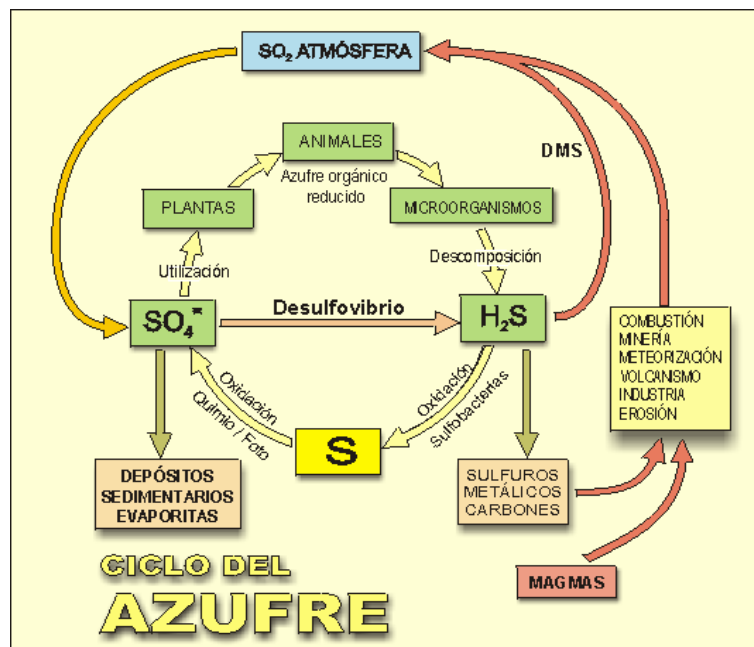 SO₂ ATMÓSFERA
ANIMALES
Azufre orgánico
reducido
DMS
PLANTAS
MICROORGANISMOS
Utilización
Descomposición
SO₄⁼
Desulfovibrio
H₂S
COMBUSTIÓN
MINERÍA
METEORIZACIÓN
VOLCANISMO
INDUSTRIA
EROSIÓN
Oxidación
Quimio / Foto
Oxidación
Sulfobacterias
S
DEPÓSITOS
SEDIMENTARIOS
EVAPORITAS
SULFUROS
METÁLICOS
CARBONES
MAGMAS
CICLO DEL
AZUFRE